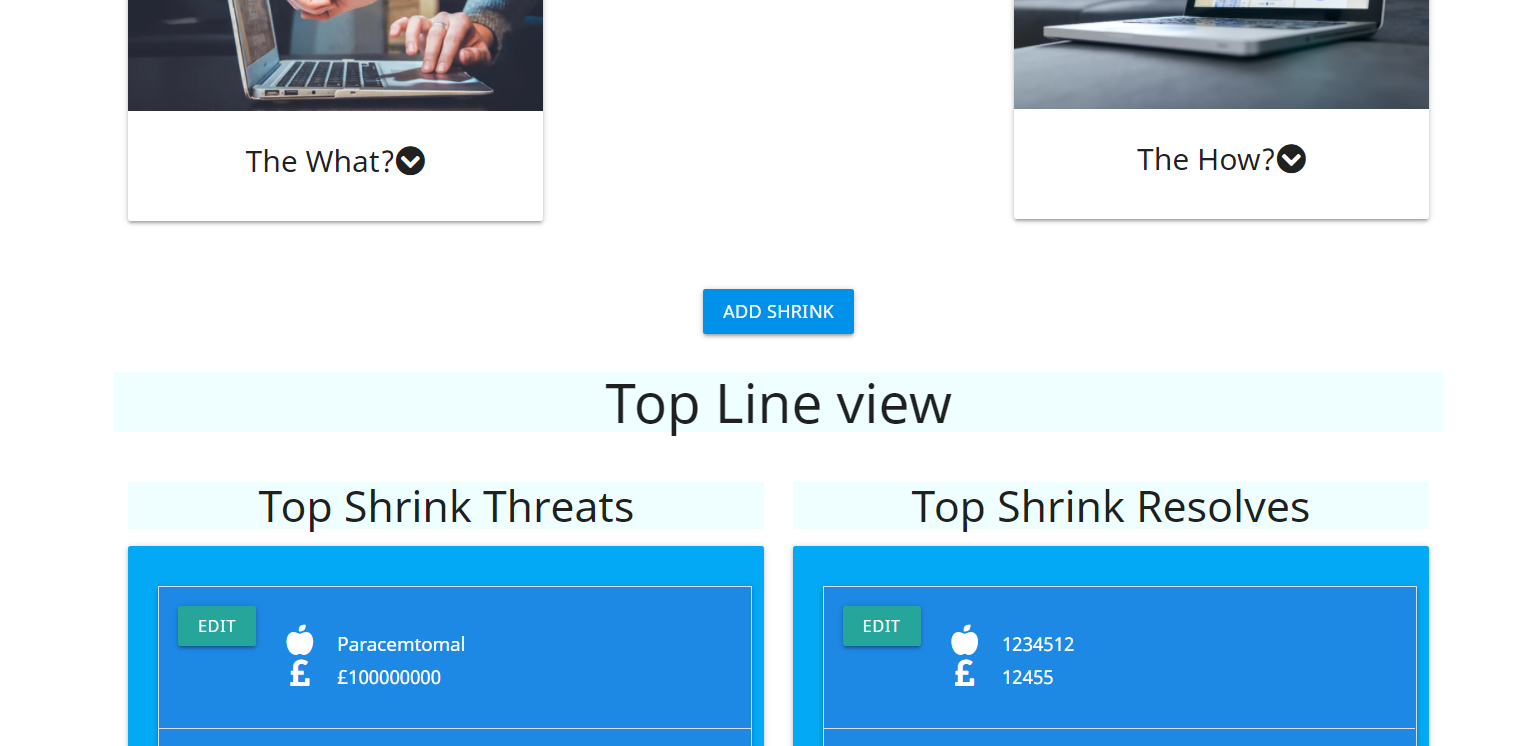 The What?
The How?
ADD SHRINK
Top Line view
Top Shrink Threats
Top Shrink Resolves
EDIT
Paracemtomal
£100000000
EDIT
1234512
£
12455